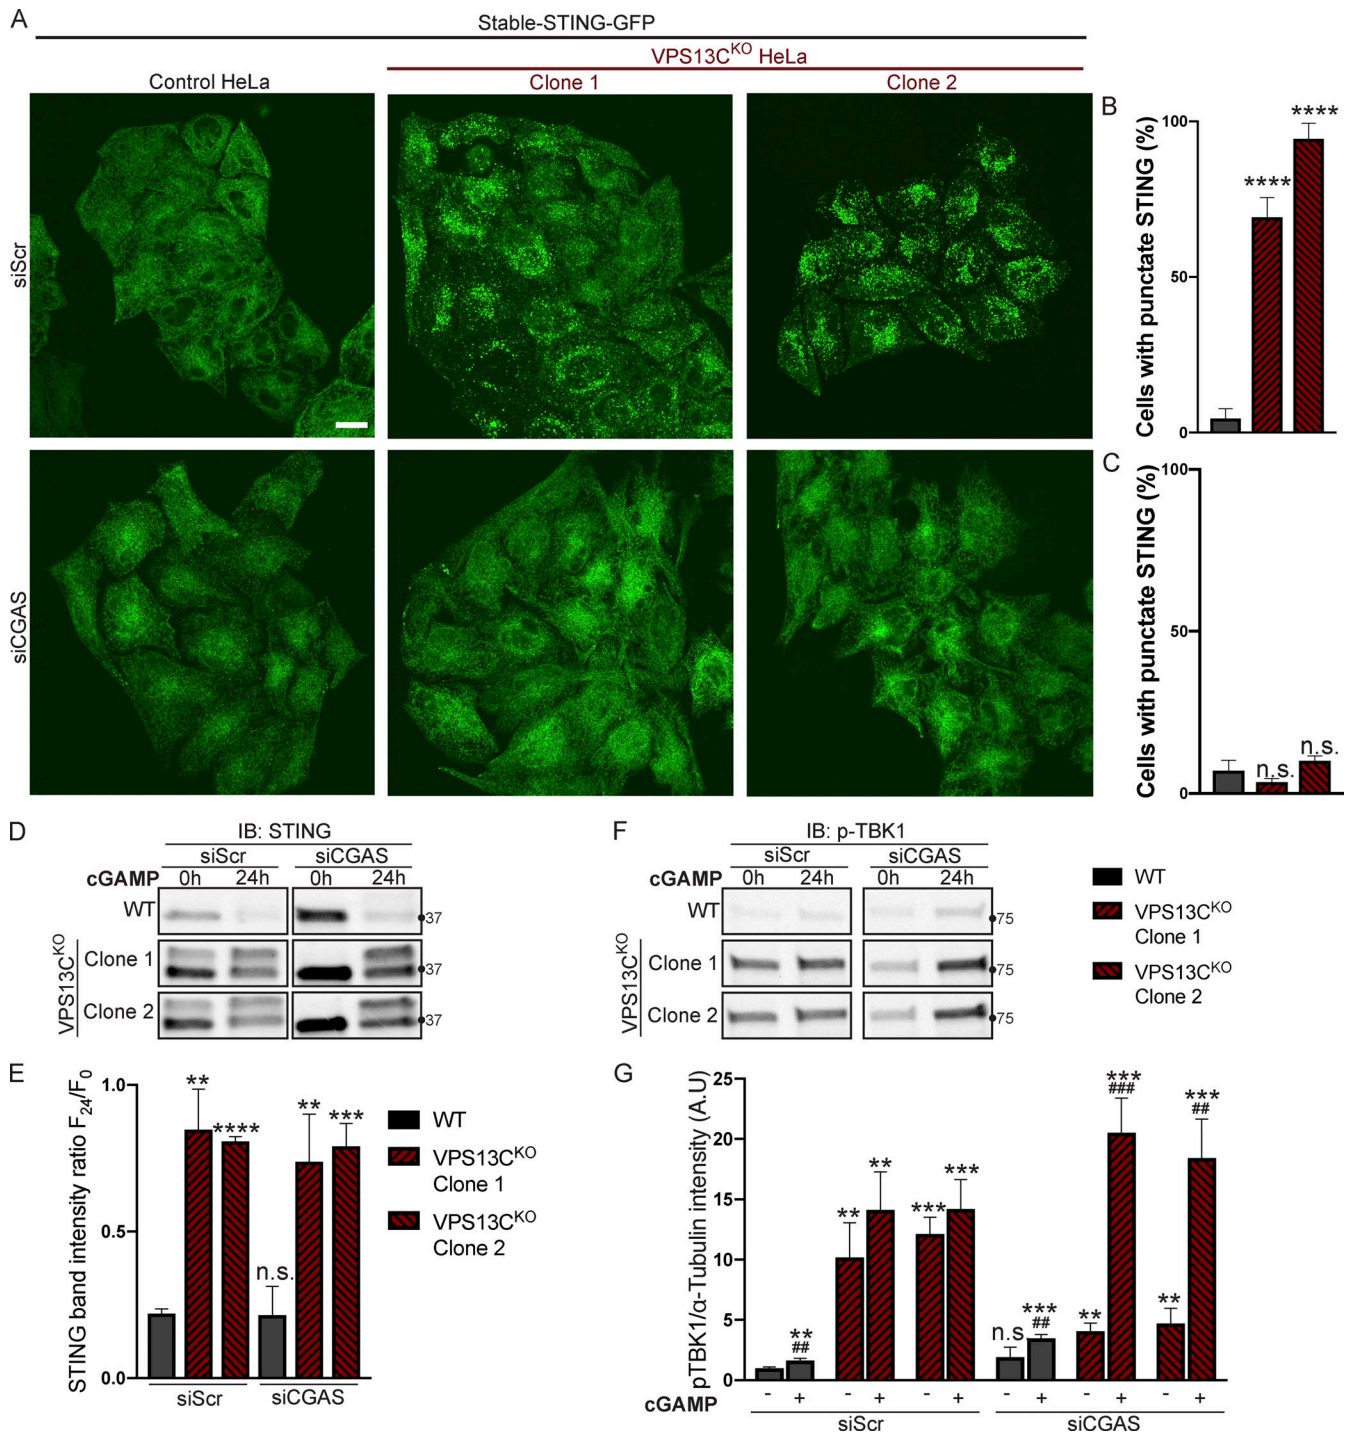 A
Stable-STING-GFP
VPS13C^KO HeLa
Control HeLa
Clone 1
Clone 2
siScr
siCGAS
B
Cells with punctate STING (%)
100
50
0
****
****
C
Cells with punctate STING (%)
100
50
0
n.s.
n.s.
D
IB: STING
siScr
siCGAS
cGAMP
0h
24h
0h
24h
WT
37
VPS13C^KO
Clone 1
37
Clone 2
37
F
IB: p-TBK1
siScr
siCGAS
cGAMP
0h
24h
0h
24h
WT
75
VPS13C^KO
Clone 1
75
Clone 2
75
WT
VPS13C^KO
Clone 1
VPS13C^KO
Clone 2
E
STING band intensity ratio F24/F0
1.0
0.5
0.0
**
****
n.s.
**
***
siScr
siCGAS
WT
VPS13C^KO
Clone 1
VPS13C^KO
Clone 2
G
pTBK1/α-Tubulin intensity (A.U)
25
20
15
10
5
0
**
##
**
**
***
***
n.s
***
##
**
***
###
**
***
##
cGAMP
- + - + - + - + - + - +
siScr
siCGAS